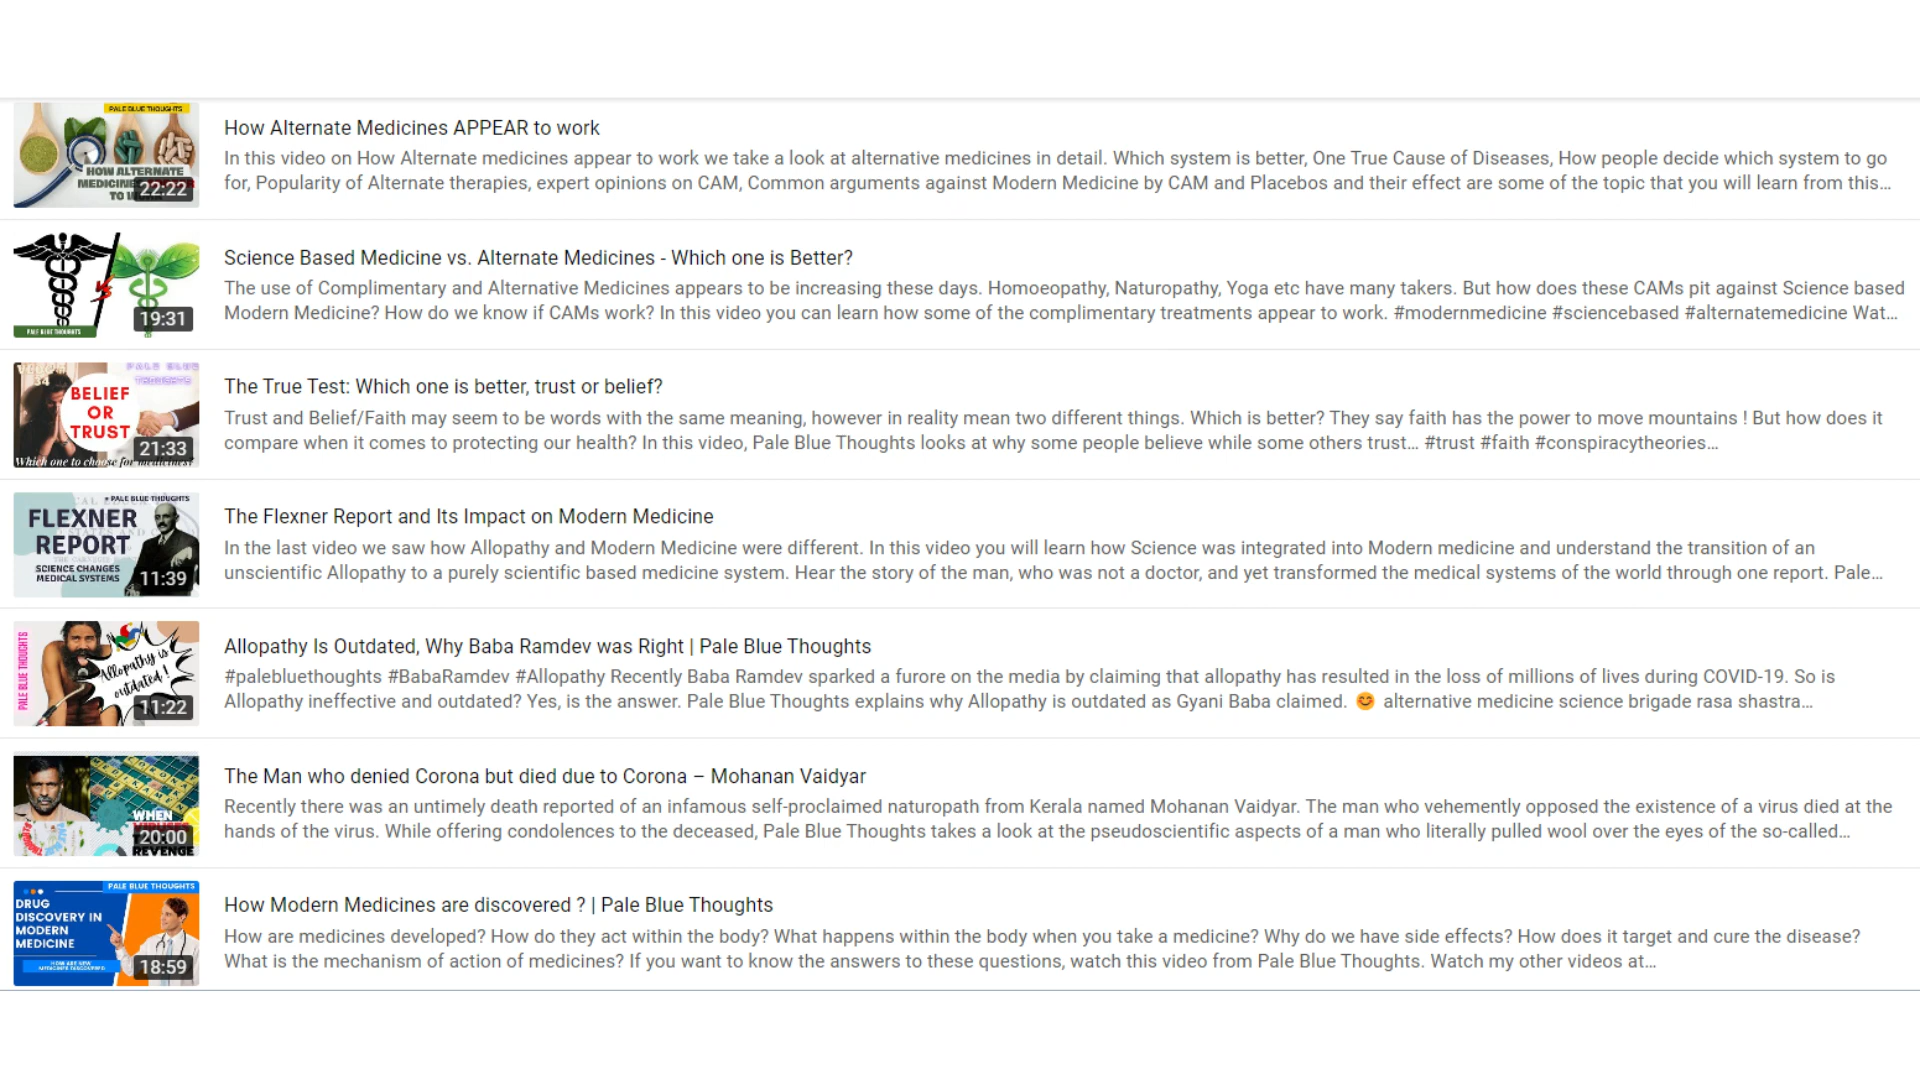 PALE BLUE THOUGHTS
HOW ALTERNATE
MEDICINE
TO
22:22
How Alternate Medicines APPEAR to work
In this video on How Alternate medicines appear to work we take a look at alternative medicines in detail. Which system is better, One True Cause of Diseases, How people decide which system to go
for, Popularity of Alternate therapies, expert opinions on CAM, Common arguments against Modern Medicine by CAM and Placebos and their effect are some of the topic that you will learn from this...
VS
PALE BLUE THOUGHTS
19:31
Science Based Medicine vs. Alternate Medicines - Which one is Better?
The use of Complimentary and Alternative Medicines appears to be increasing these days. Homoeopathy, Naturopathy, Yoga etc have many takers. But how does these CAMs pit against Science based
Modern Medicine? How do we know if CAMs work? In this video you can learn how some of the complimentary treatments appear to work. #modernmedicine #sciencebased #alternatemedicine Wat...
PALE BLUE
THOUGHTS
BELIEF
OR
TRUST
Which one to choose for medicines?
21:33
The True Test: Which one is better, trust or belief?
Trust and Belief/Faith may seem to be words with the same meaning, however in reality mean two different things. Which is better? They say faith has the power to move mountains ! But how does it
compare when it comes to protecting our health? In this video, Pale Blue Thoughts looks at why some people believe while some others trust... #trust #faith #conspiracytheories...
PALE BLUE THOUGHTS
FLEXNER
REPORT
SCIENCE CHANGES
MEDICAL SYSTEMS
11:39
The Flexner Report and Its Impact on Modern Medicine
In the last video we saw how Allopathy and Modern Medicine were different. In this video you will learn how Science was integrated into Modern medicine and understand the transition of an
unscientific Allopathy to a purely scientific based medicine system. Hear the story of the man, who was not a doctor, and yet transformed the medical systems of the world through one report. Pale...
PALE BLUE THOUGHTS
Allopathy is
outdated!
11:22
Allopathy Is Outdated, Why Baba Ramdev was Right | Pale Blue Thoughts
#palebluethoughts #BabaRamdev #Allopathy Recently Baba Ramdev sparked a furore on the media by claiming that allopathy has resulted in the loss of millions of lives during COVID-19. So is
Allopathy ineffective and outdated? Yes, is the answer. Pale Blue Thoughts explains why Allopathy is outdated as Gyani Baba claimed. 😊 alternative medicine science brigade rasa shastra...
WHEN
REVENGE
20:00
The Man who denied Corona but died due to Corona – Mohanan Vaidyar
Recently there was an untimely death reported of an infamous self-proclaimed naturopath from Kerala named Mohanan Vaidyar. The man who vehemently opposed the existence of a virus died at the
hands of the virus. While offering condolences to the deceased, Pale Blue Thoughts takes a look at the pseudoscientific aspects of a man who literally pulled wool over the eyes of the so-called...
PALE BLUE THOUGHTS
DRUG
DISCOVERY IN
MODERN
MEDICINE
HOW ARE NEW
MEDICINES DISCOVERED
18:59
How Modern Medicines are discovered ? | Pale Blue Thoughts
How are medicines developed? How do they act within the body? What happens within the body when you take a medicine? Why do we have side effects? How does it target and cure the disease?
What is the mechanism of action of medicines? If you want to know the answers to these questions, watch this video from Pale Blue Thoughts. Watch my other videos at...